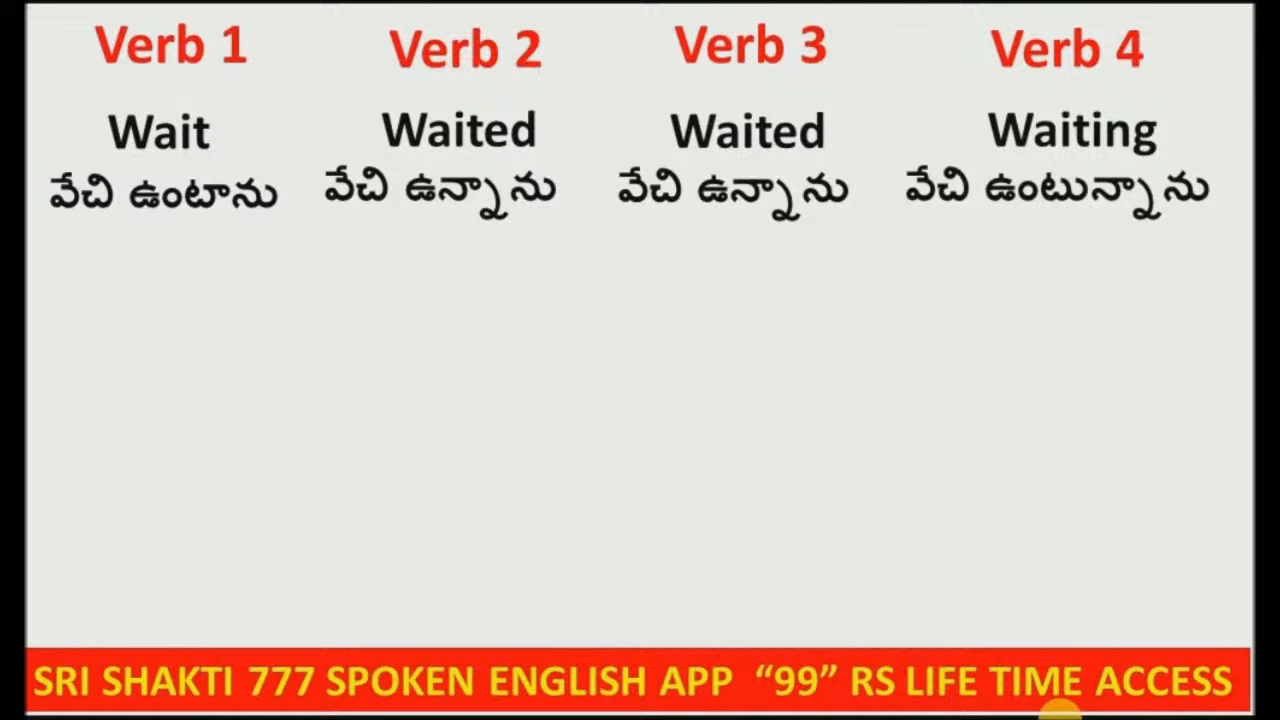 Verb 1 Verb 2 Verb 3 Verb 4
Wait Waited Waited Waiting
వేచి ఉంటాను వేచి ఉన్నాను వేచి ఉన్నాను వేచి ఉంటున్నాను
SRI SHAKTI 777 SPOKEN ENGLISH APP “99” RS LIFE TIME ACCESS